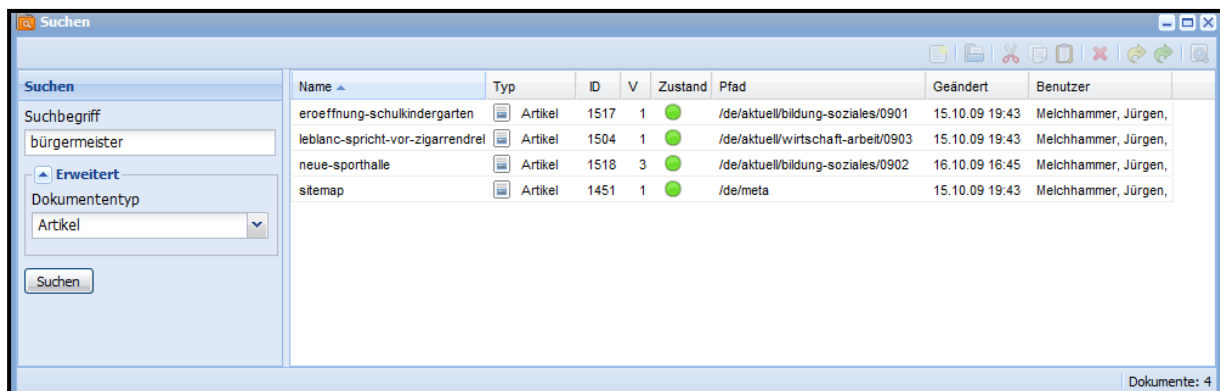 Suchen
Suchen
Suchbegriff
bürgermeister
Erweitert
Dokumententyp
Artikel
Suchen
Name Typ ID V Zustand Pfad Geändert Benutzer
eroeffnung-schulkindergarten Artikel 1517 1 /de/aktuell/bildung-soziales/0901 15.10.09 19:43 Melchhammer, Jürgen,
leblanc-spricht-vor-zigarrendrel Artikel 1504 1 /de/aktuell/wirtschaft-arbeit/0903 15.10.09 19:43 Melchhammer, Jürgen,
neue-sporthalle Artikel 1518 3 /de/aktuell/bildung-soziales/0902 16.10.09 16:45 Melchhammer, Jürgen,
sitemap Artikel 1451 1 /de/meta 15.10.09 19:43 Melchhammer, Jürgen,
Dokumente: 4